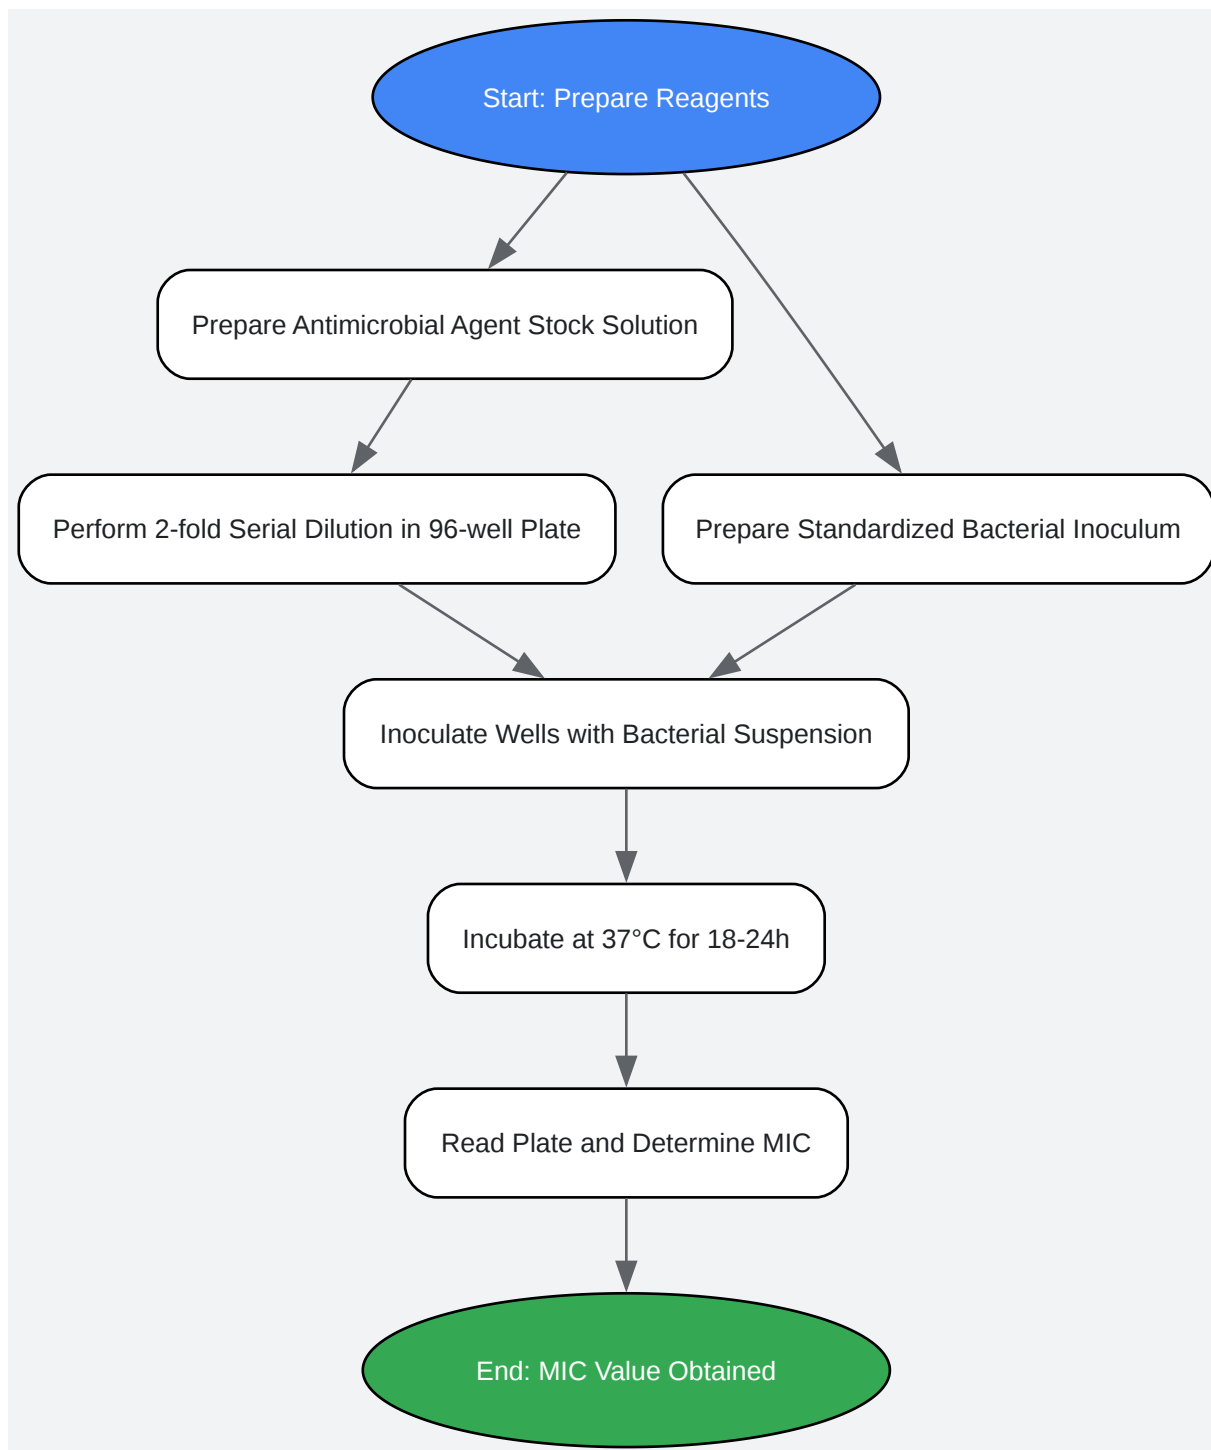 Start: Prepare Reagents
Prepare Antimicrobial Agent Stock Solution
Perform 2-fold Serial Dilution in 96-well Plate
Prepare Standardized Bacterial Inoculum
Inoculate Wells with Bacterial Suspension
Incubate at 37°C for 18-24h
Read Plate and Determine MIC
End: MIC Value Obtained